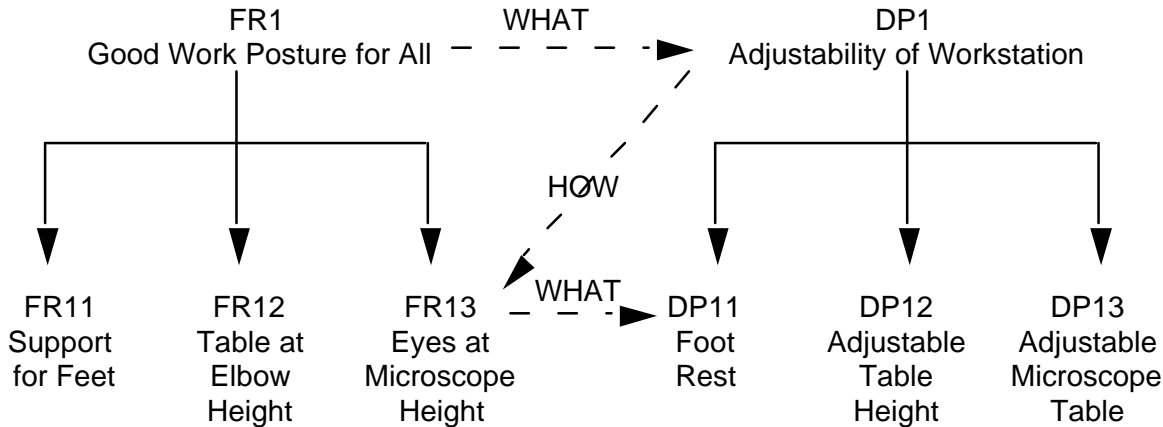 FR1
Good Work Posture for All
WHAT
DP1
Adjustability of Workstation
HOW
WHAT
FR11
Support
for Feet
FR12
Table at
Elbow
Height
FR13
Eyes at
Microscope
Height
DP11
Foot
Rest
DP12
Adjustable
Table
Height
DP13
Adjustable
Microscope
Table